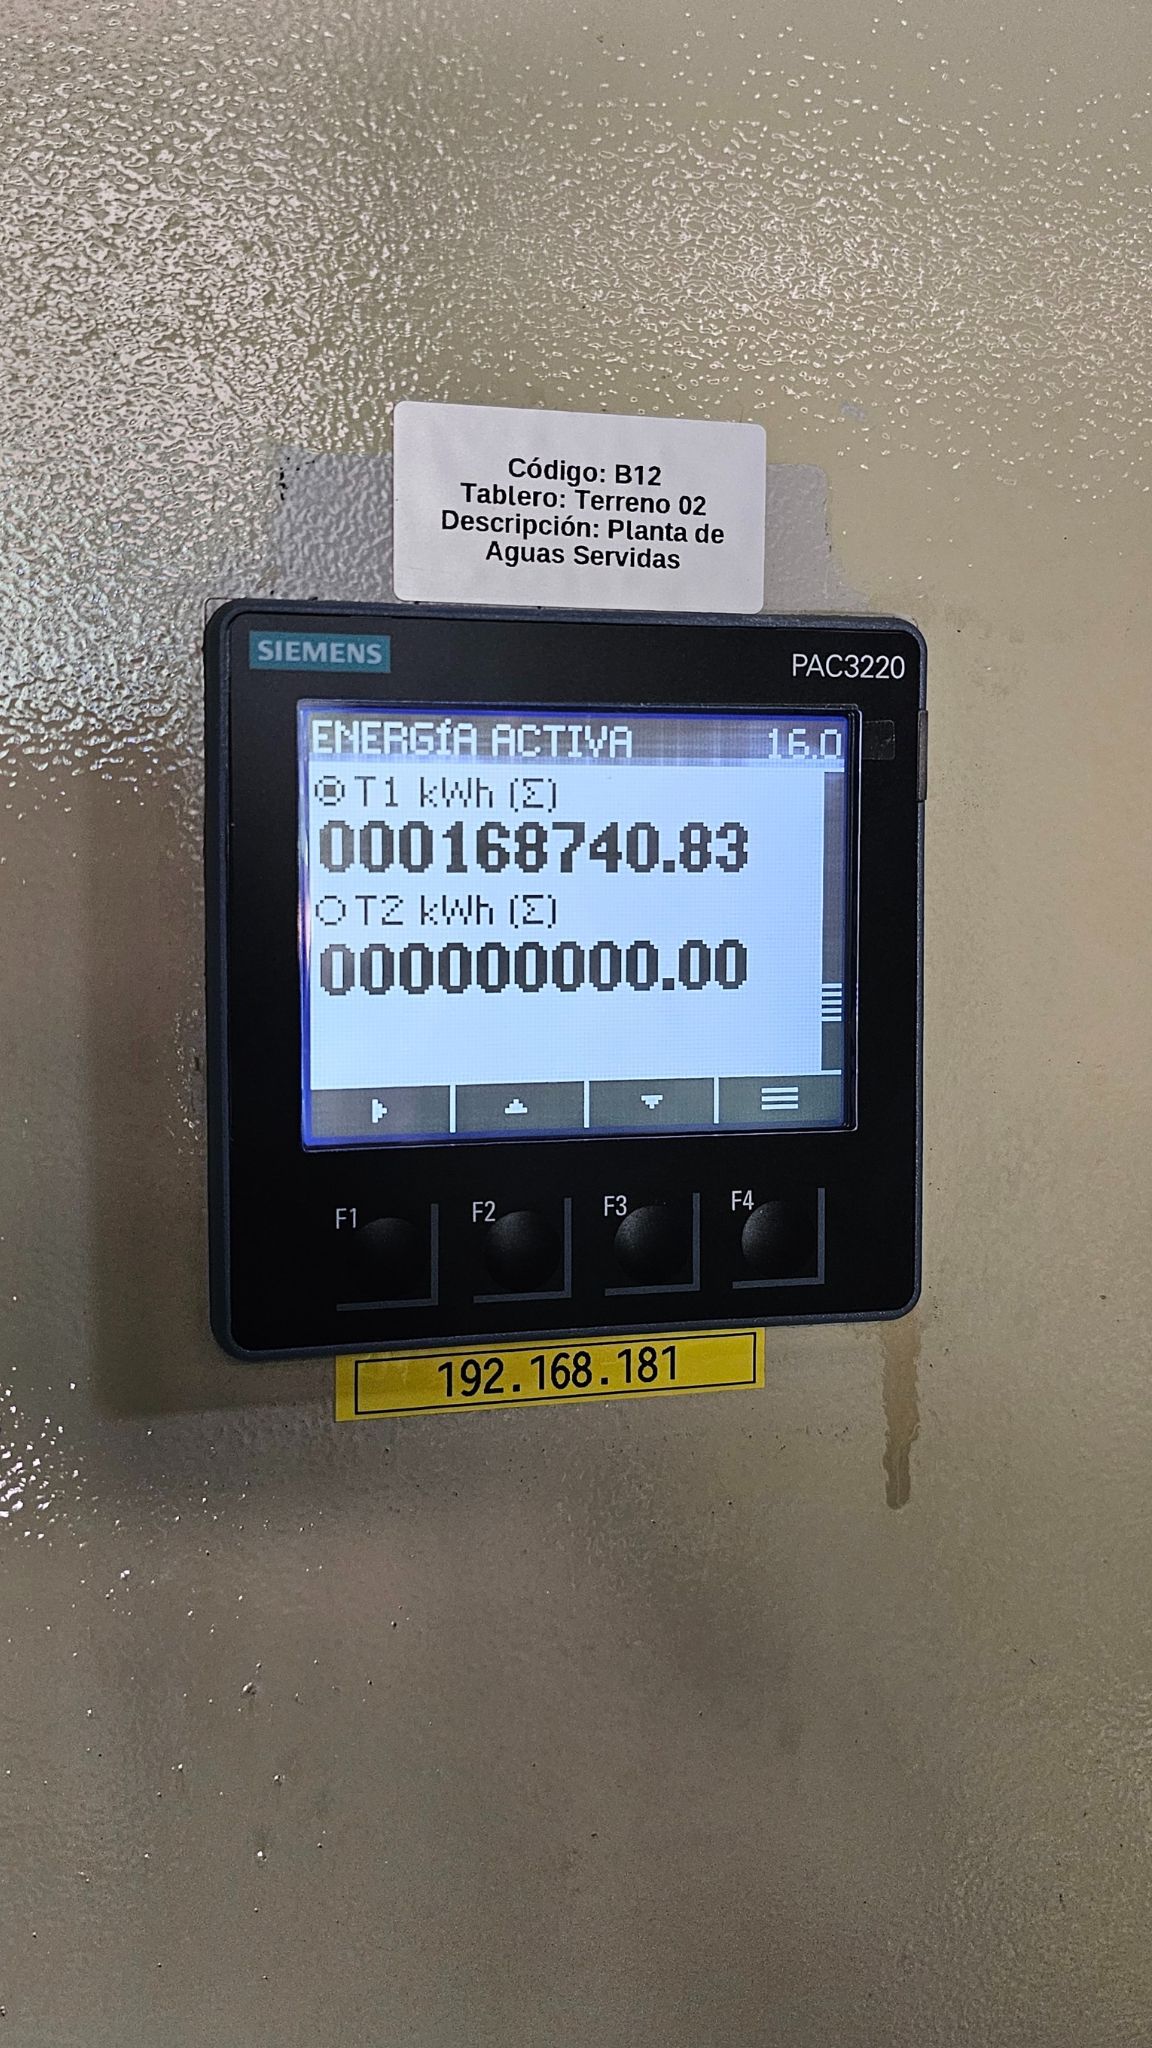 Código: B12
Tablero: Terreno 02
Descripción: Planta de
Aguas Servidas
SIEMENS
PAC3220
ENERGÍA ACTIVA 16.0
T1 kWh (Σ)
000168740.83
T2 kWh (Σ)
000000000.00
F1 F2 F3 F4
192.168.181